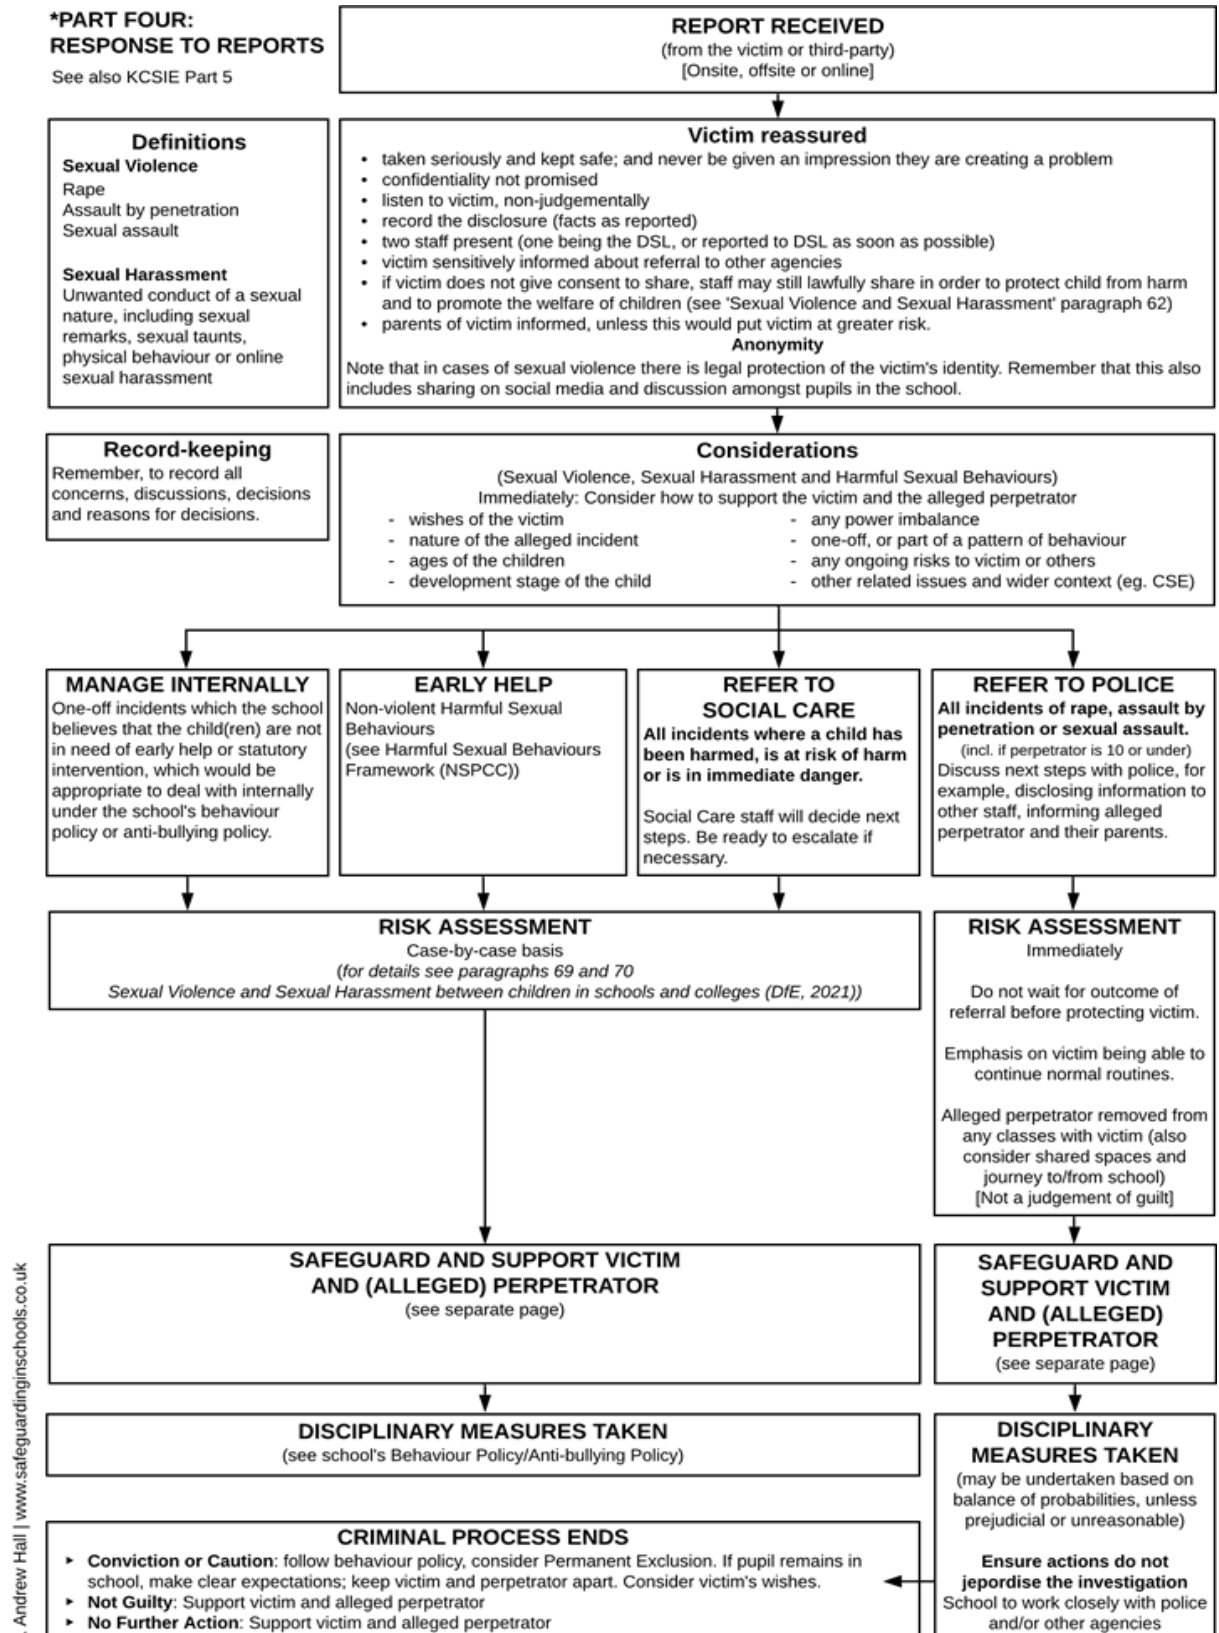 *PART FOUR:
RESPONSE TO REPORTS
See also KCSIE Part 5
REPORT RECEIVED
(from the victim or third-party)
[Onsite, offsite or online]
Definitions
Sexual Violence
Rape
Assault by penetration
Sexual assault
Sexual Harassment
Unwanted conduct of a sexual
nature, including sexual
remarks, sexual taunts,
physical behaviour or online
sexual harassment
Victim reassured
• taken seriously and kept safe; and never be given an impression they are creating a problem
• confidentiality not promised
• listen to victim, non-judgementally
• record the disclosure (facts as reported)
• two staff present (one being the DSL, or reported to DSL as soon as possible)
• victim sensitively informed about referral to other agencies
• if victim does not give consent to share, staff may still lawfully share in order to protect child from harm
and to promote the welfare of children (see 'Sexual Violence and Sexual Harassment' paragraph 62)
• parents of victim informed, unless this would put victim at greater risk.
Anonymity
Note that in cases of sexual violence there is legal protection of the victim's identity. Remember that this also
includes sharing on social media and discussion amongst pupils in the school.
Record-keeping
Remember, to record all
concerns, discussions, decisions
and reasons for decisions.
Considerations
(Sexual Violence, Sexual Harassment and Harmful Sexual Behaviours)
Immediately: Consider how to support the victim and the alleged perpetrator
- wishes of the victim
- nature of the alleged incident
- ages of the children
- development stage of the child
- any power imbalance
- one-off, or part of a pattern of behaviour
- any ongoing risks to victim or others
- other related issues and wider context (eg. CSE)
MANAGE INTERNALLY
One-off incidents which the school
believes that the child(ren) are not
in need of early help or statutory
intervention, which would be
appropriate to deal with internally
under the school's behaviour
policy or anti-bullying policy.
EARLY HELP
Non-violent Harmful Sexual
Behaviours
(see Harmful Sexual Behaviours
Framework (NSPCC))
REFER TO
SOCIAL CARE
All incidents where a child has
been harmed, is at risk of harm
or is in immediate danger.
Social Care staff will decide next
steps. Be ready to escalate if
necessary.
REFER TO POLICE
All incidents of rape, assault by
penetration or sexual assault.
(incl. if perpetrator is 10 or under)
Discuss next steps with police, for
example, disclosing information to
other staff, informing alleged
perpetrator and their parents.
RISK ASSESSMENT
Case-by-case basis
(for details see paragraphs 69 and 70
Sexual Violence and Sexual Harassment between children in schools and colleges (DfE, 2021))
RISK ASSESSMENT
Immediately
Do not wait for outcome of
referral before protecting victim.
Emphasis on victim being able to
continue normal routines.
Alleged perpetrator removed from
any classes with victim (also
consider shared spaces and
journey to/from school)
[Not a judgement of guilt]
SAFEGUARD AND SUPPORT VICTIM
AND (ALLEGED) PERPETRATOR
(see separate page)
SAFEGUARD AND
SUPPORT VICTIM
AND (ALLEGED)
PERPETRATOR
(see separate page)
DISCIPLINARY MEASURES TAKEN
(see school's Behaviour Policy/Anti-bullying Policy)
DISCIPLINARY
MEASURES TAKEN
(may be undertaken based on
balance of probabilities, unless
prejudicial or unreasonable)
Ensure actions do not
jepordise the investigation
School to work closely with police
and/or other agencies
CRIMINAL PROCESS ENDS
▸ Conviction or Caution: follow behaviour policy, consider Permanent Exclusion. If pupil remains in
school, make clear expectations; keep victim and perpetrator apart. Consider victim's wishes.
▸ Not Guilty: Support victim and alleged perpetrator
▸ No Further Action: Support victim and alleged perpetrator
, Andrew Hall | www.safeguardinginschools.co.uk